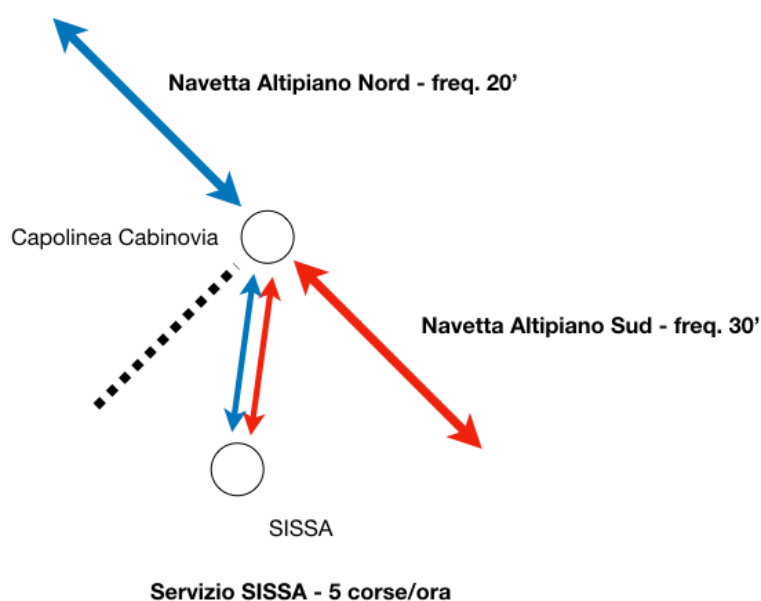 Navetta Altipiano Nord - freq. 20’
Capolinea Cabinovia
Navetta Altipiano Sud - freq. 30’
SISSA
Servizio SISSA - 5 corse/ora